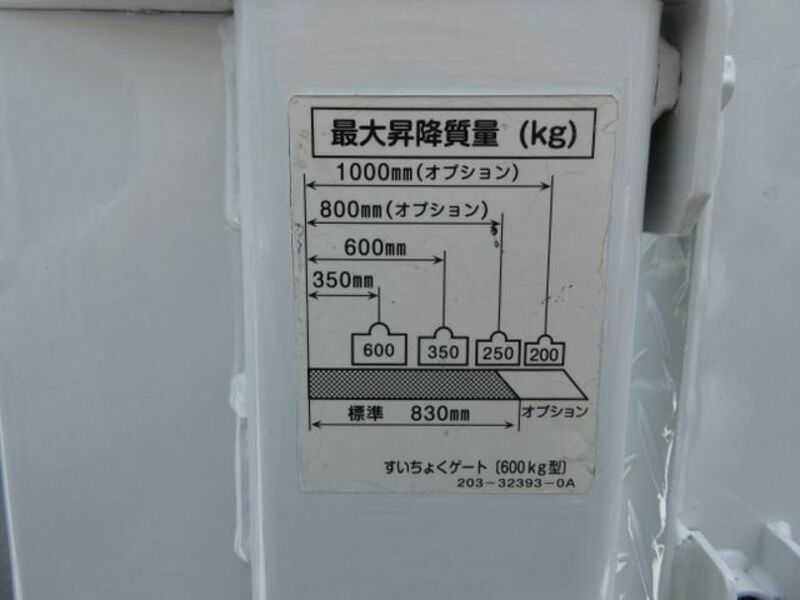 最大昇降質量 (kg)
1000mm(オプション)
800mm(オプション)
600mm
350mm
600 350 250 200
標準 830mm オプション
すいちょくゲート〔600kg型〕
203-32393-0A